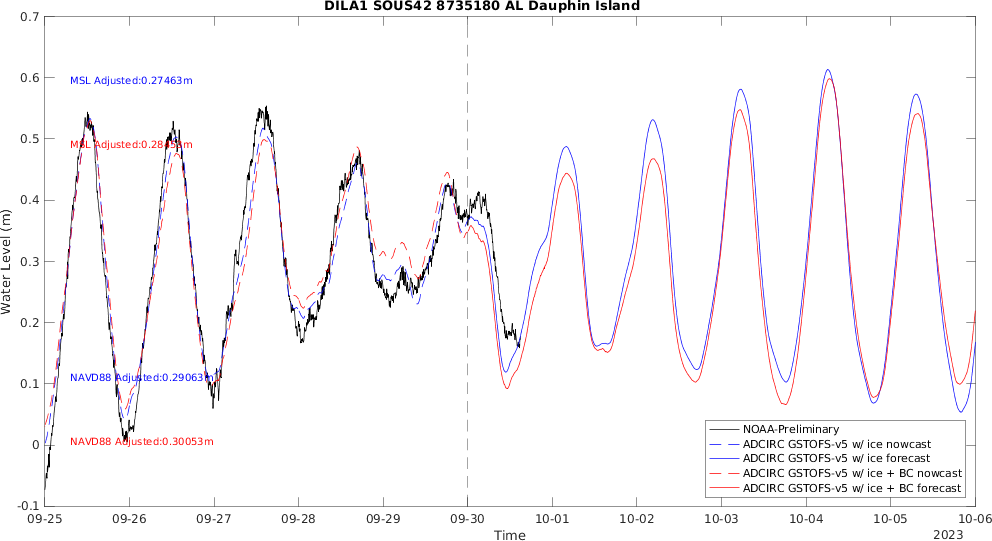 DILA1 SOUS42 8735180 AL Dauphin Island
Water Level (m)
0.7
0.6
0.5
0.4
0.3
0.2
0.1
0
-0.1
MSL Adjusted:0.27463m
MSL
NAVD88 Adjusted:0.29063m
NAVD88 Adjusted:0.30053m
NOAA-Preliminary
ADCIRC GSTOFS-v5 w/ ice nowcast
ADCIRC GSTOFS-v5 w/ ice forecast
ADCIRC GSTOFS-v5 w/ ice + BC nowcast
ADCIRC GSTOFS-v5 w/ ice + BC forecast
09-25 09-26 09-27 09-28 09-29 09-30 10-01 10-02 10-03 10-04 10-05 10-06
Time
2023